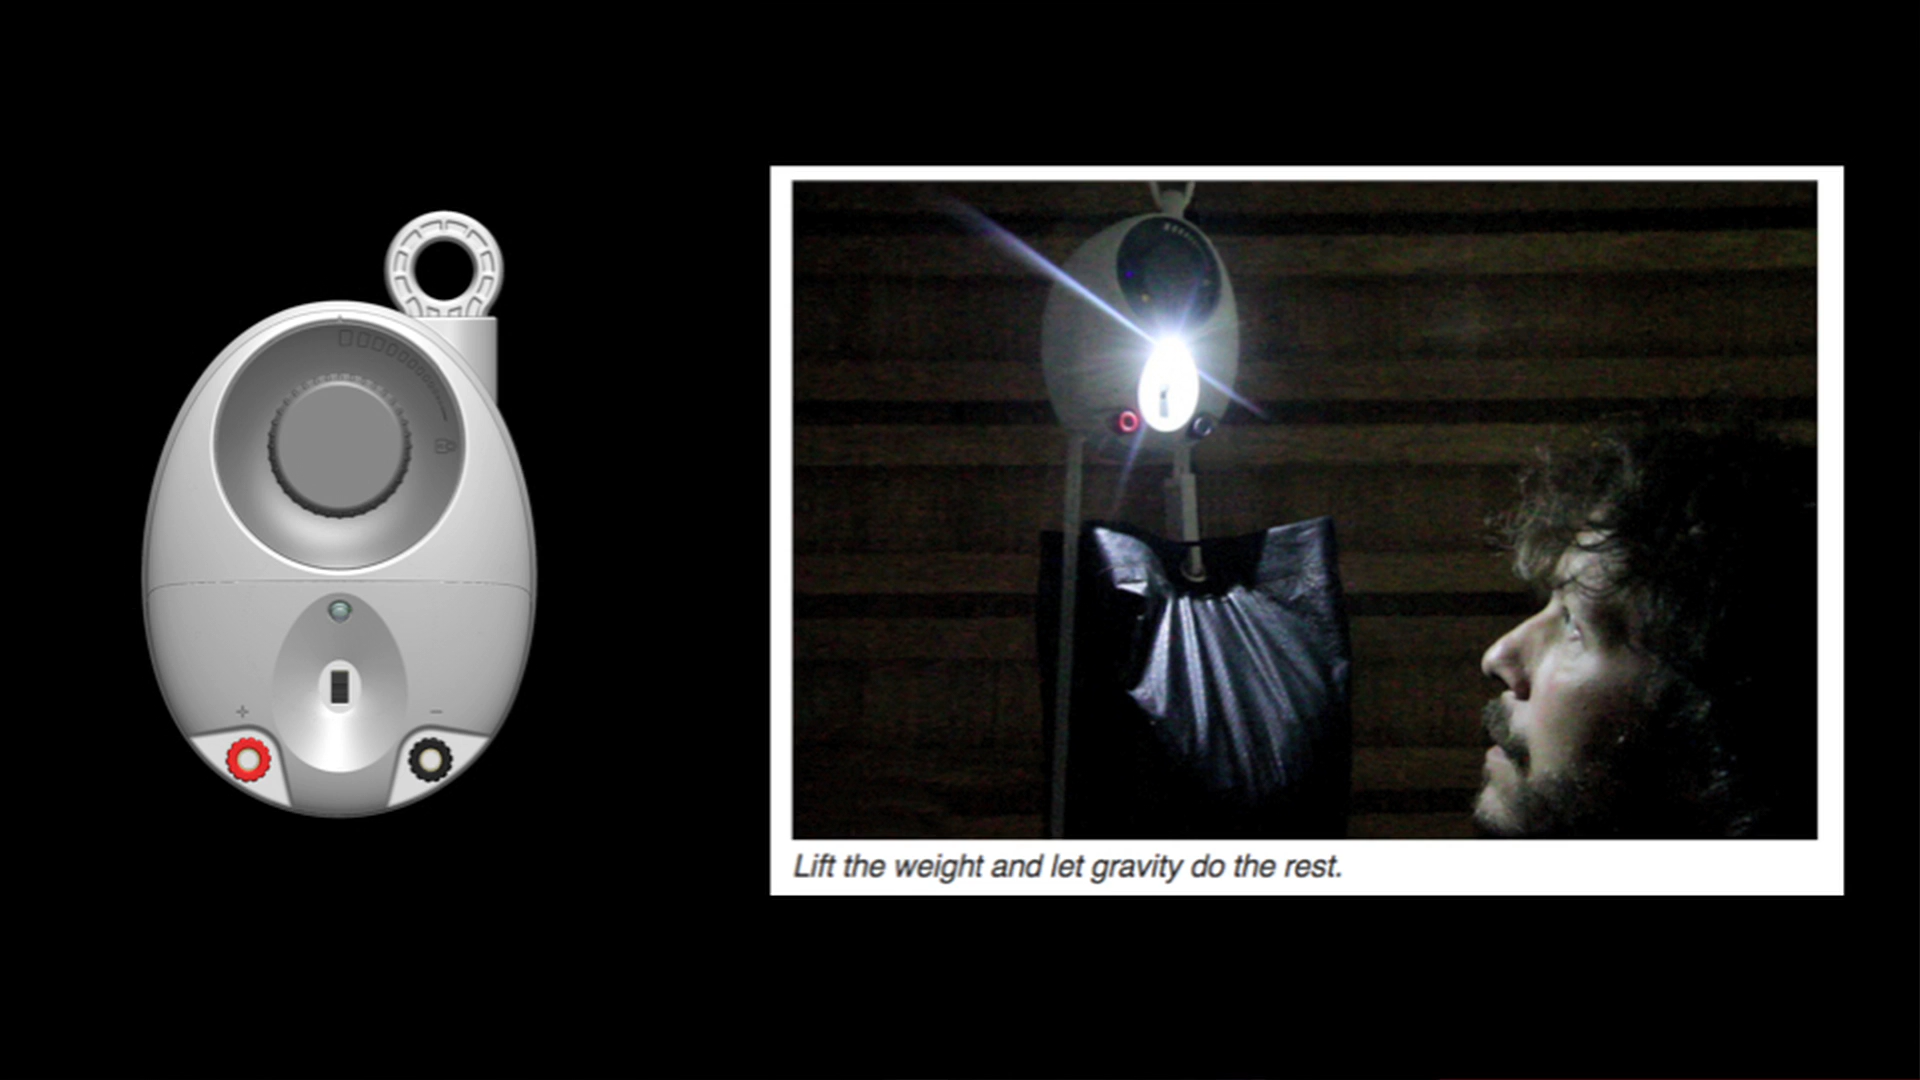 + −
Lift the weight and let gravity do the rest.